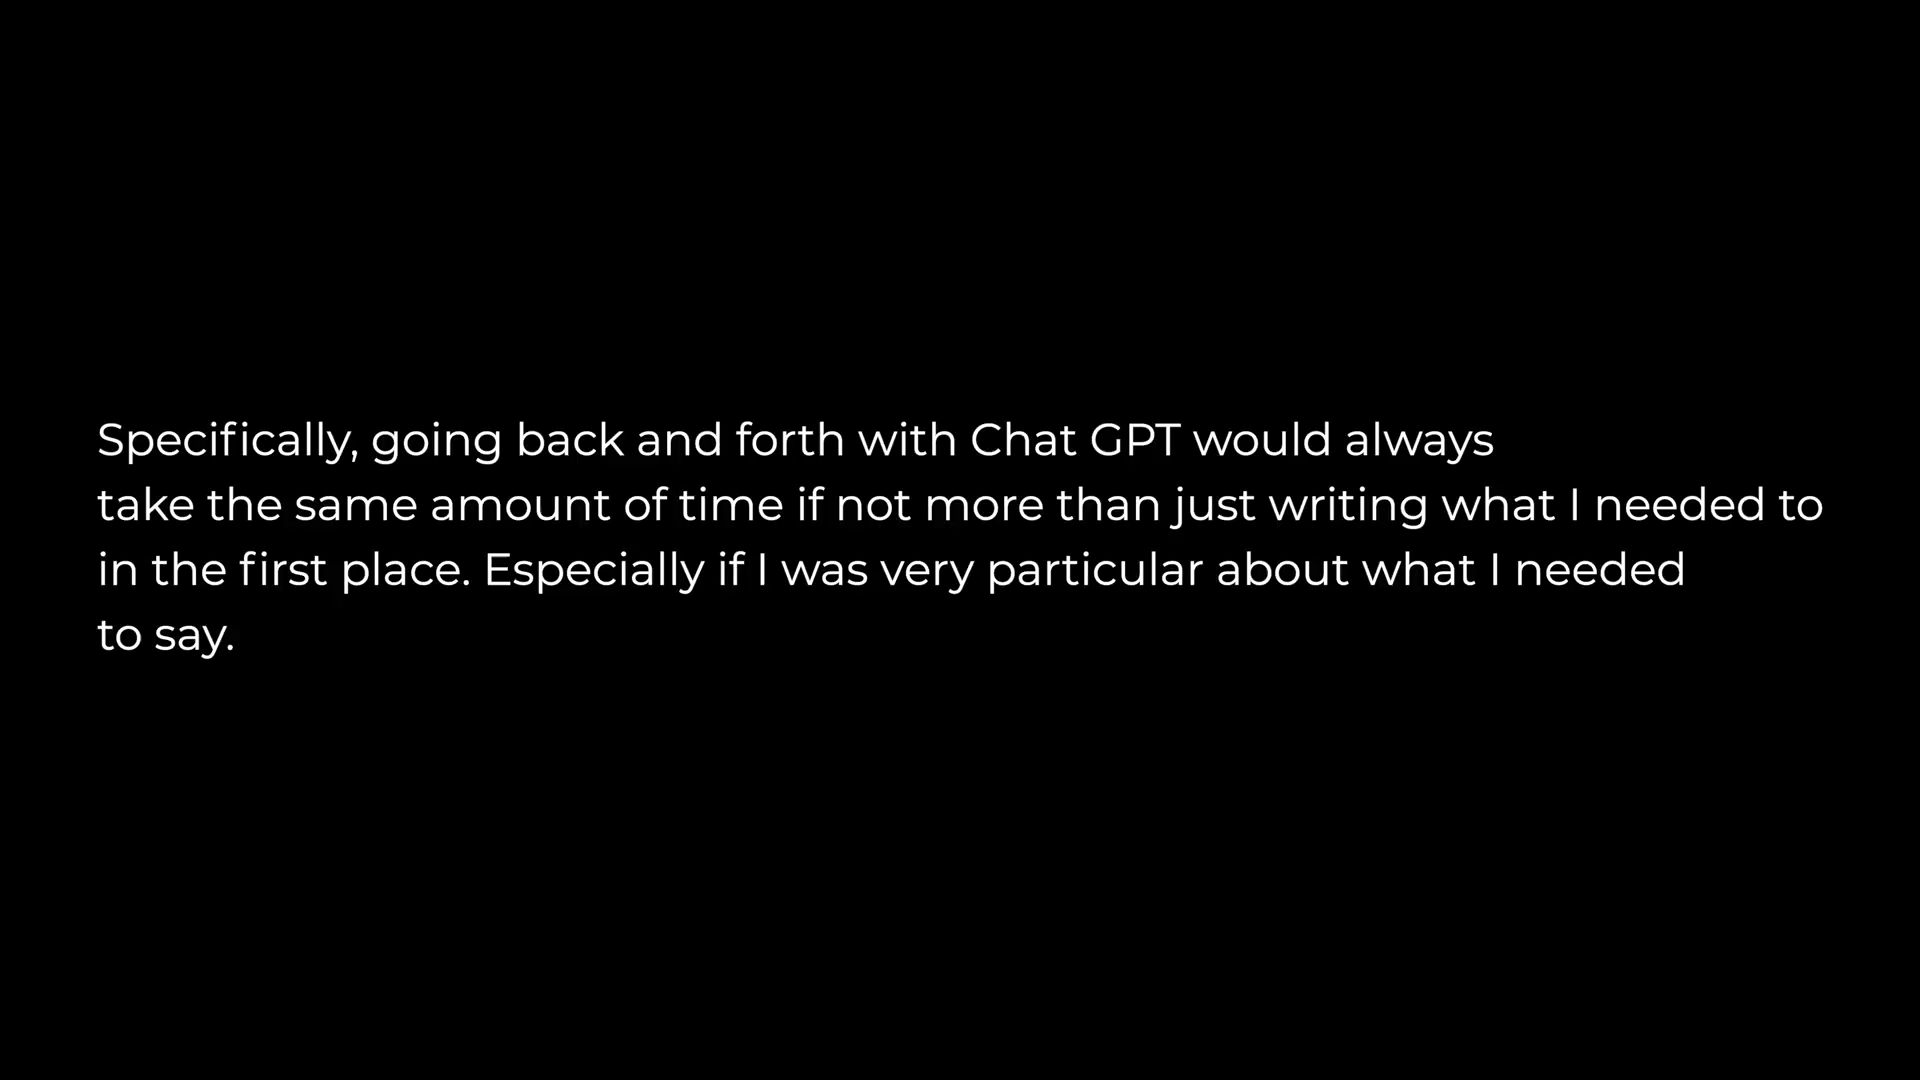 Specifically, going back and forth with Chat GPT would always
take the same amount of time if not more than just writing what I needed to
in the first place. Especially if I was very particular about what I needed
to say.